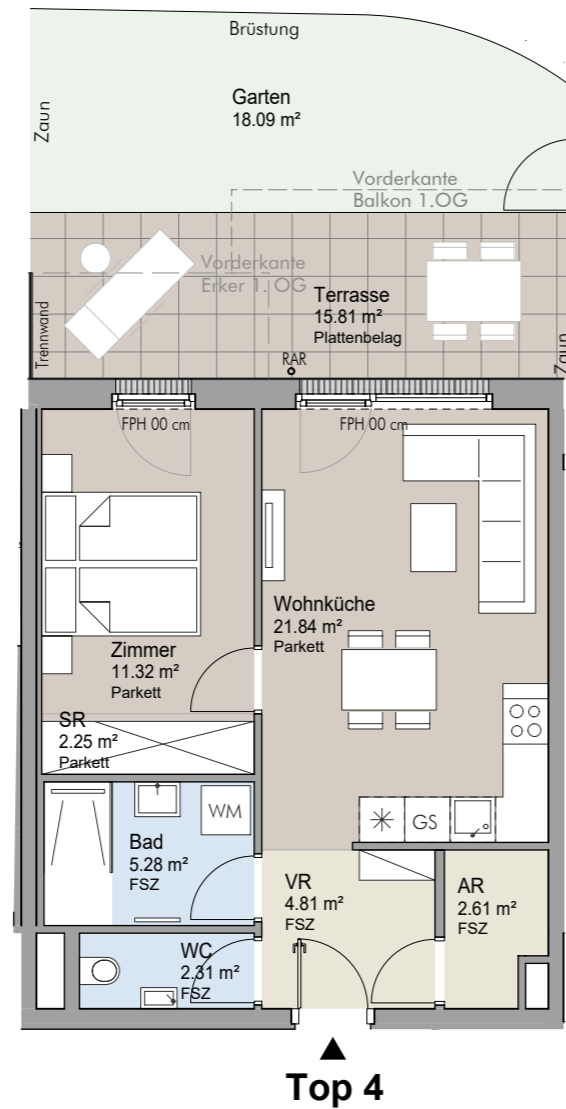 Brüstung
Garten
18.09 m²
Zaun
Vorderkante
Balkon 1.OG
Vorderkante
Erker 1. OG
Terrasse
15.81 m²
Plattenbelag
Trennwand
RAR
Zaun
FPH 00 cm
FPH 00 cm
Wohnküche
21.84 m²
Parkett
Zimmer
11.32 m²
Parkett
SR
2.25 m²
Parkett
WM
GS
Bad
5.28 m²
FSZ
VR
4.81 m²
FSZ
AR
2.61 m²
FSZ
WC
2.31 m²
FSZ
Top 4